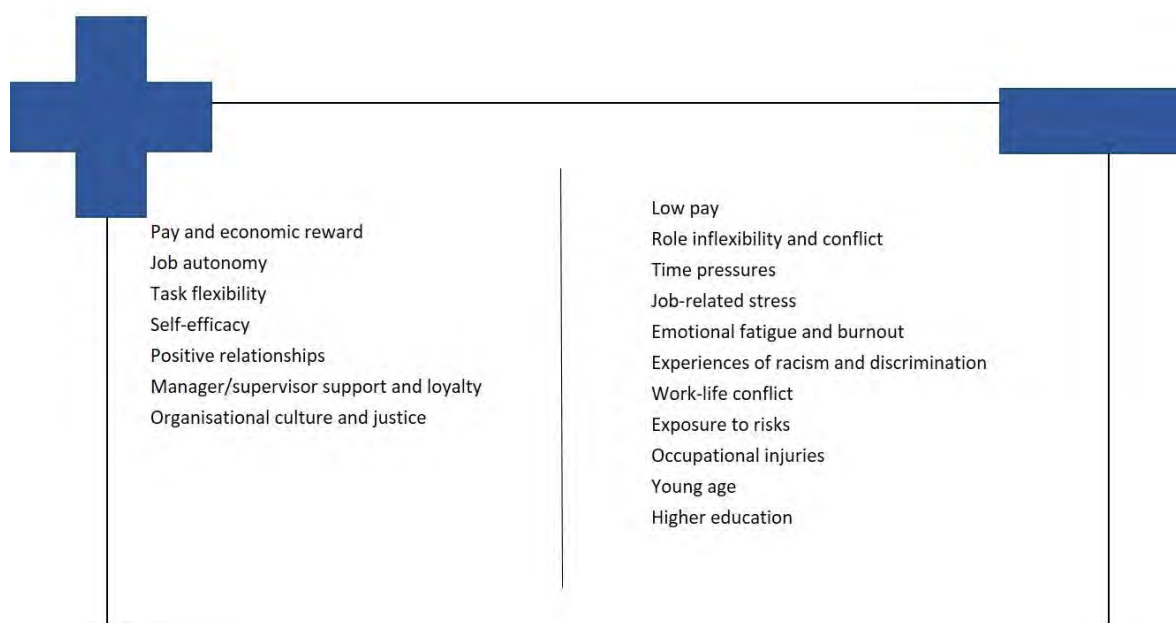 Pay and economic reward
Job autonomy
Task flexibility
Self-efficacy
Positive relationships
Manager/supervisor support and loyalty
Organisational culture and justice
Low pay
Role inflexibility and conflict
Time pressures
Job-related stress
Emotional fatigue and burnout
Experiences of racism and discrimination
Work-life conflict
Exposure to risks
Occupational injuries
Young age
Higher education